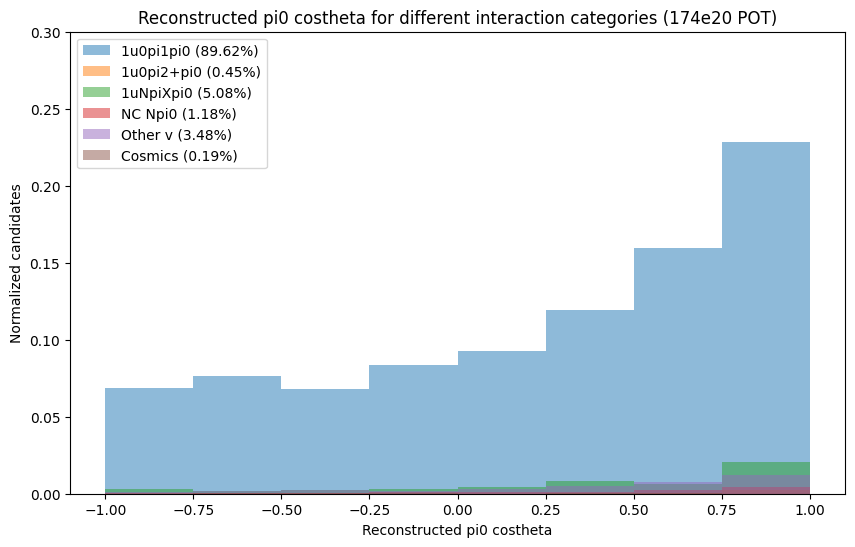 Reconstructed pi0 costheta for different interaction categories (174e20 POT)
0.30
0.25
0.20
0.15
0.10
0.05
0.00
Normalized candidates
1u0pi1pi0 (89.62%)
1u0pi2+pi0 (0.45%)
1uNpiXpi0 (5.08%)
NC Npi0 (1.18%)
Other v (3.48%)
Cosmics (0.19%)
−1.00 −0.75 −0.50 −0.25 0.00 0.25 0.50 0.75 1.00
Reconstructed pi0 costheta